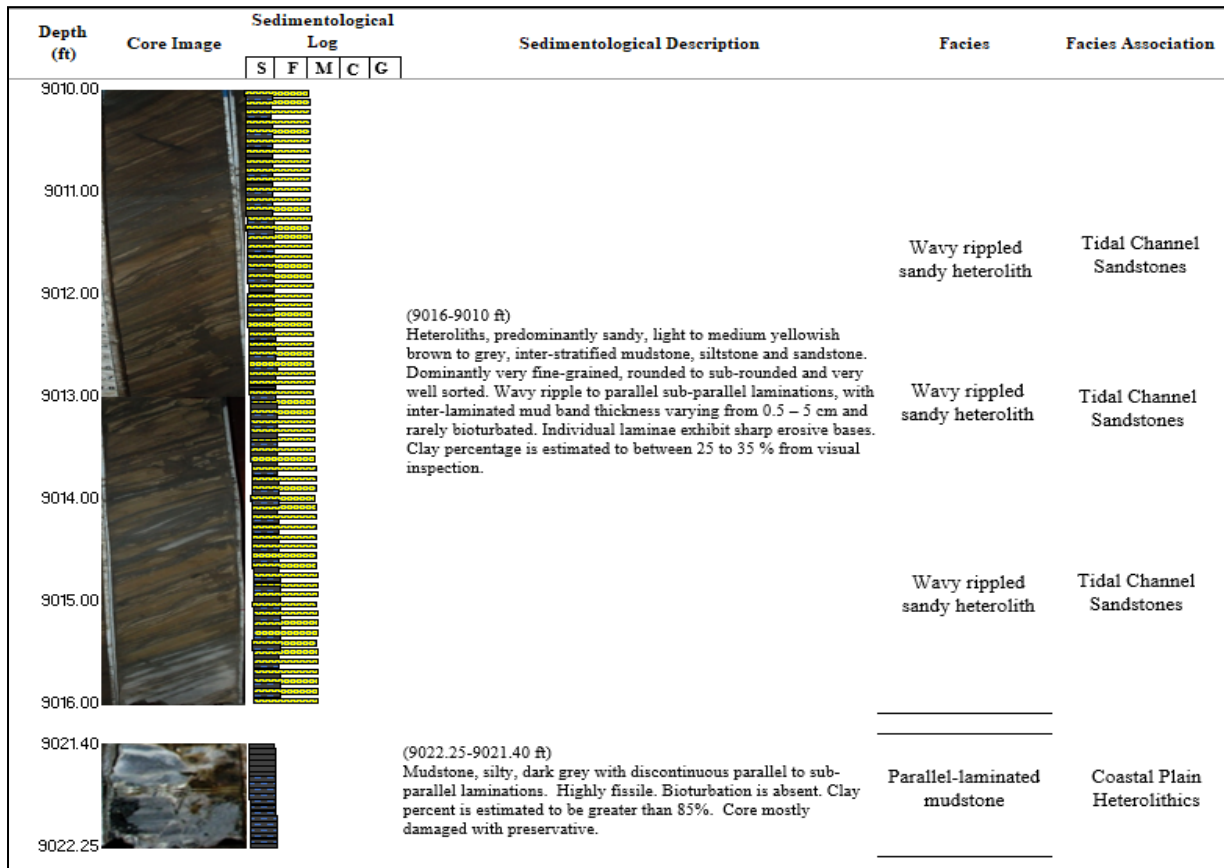 Depth (ft)
Core Image
Sedimentological Log
S F M C G
Sedimentological Description
Facies
Facies Association
9010.00
9011.00
9012.00
9013.00
9014.00
9015.00
9016.00
(9016-9010 ft)
Heteroliths, predominantly sandy, light to medium yellowish
brown to grey, inter-stratified mudstone, siltstone and sandstone.
Dominantly very fine-grained, rounded to sub-rounded and very
well sorted. Wavy ripple to parallel sub-parallel laminations, with
inter-laminated mud band thickness varying from 0.5 – 5 cm and
rarely bioturbated. Individual laminae exhibit sharp erosive bases.
Clay percentage is estimated to between 25 to 35 % from visual
inspection.
Wavy rippled
sandy heterolith
Tidal Channel
Sandstones
Wavy rippled
sandy heterolith
Tidal Channel
Sandstones
Wavy rippled
sandy heterolith
Tidal Channel
Sandstones
9021.40
9022.25
(9022.25-9021.40 ft)
Mudstone, silty, dark grey with discontinuous parallel to sub-
parallel laminations. Highly fissile. Bioturbation is absent. Clay
percent is estimated to be greater than 85%. Core mostly
damaged with preservative.
Parallel-laminated
mudstone
Coastal Plain
Heterolithics